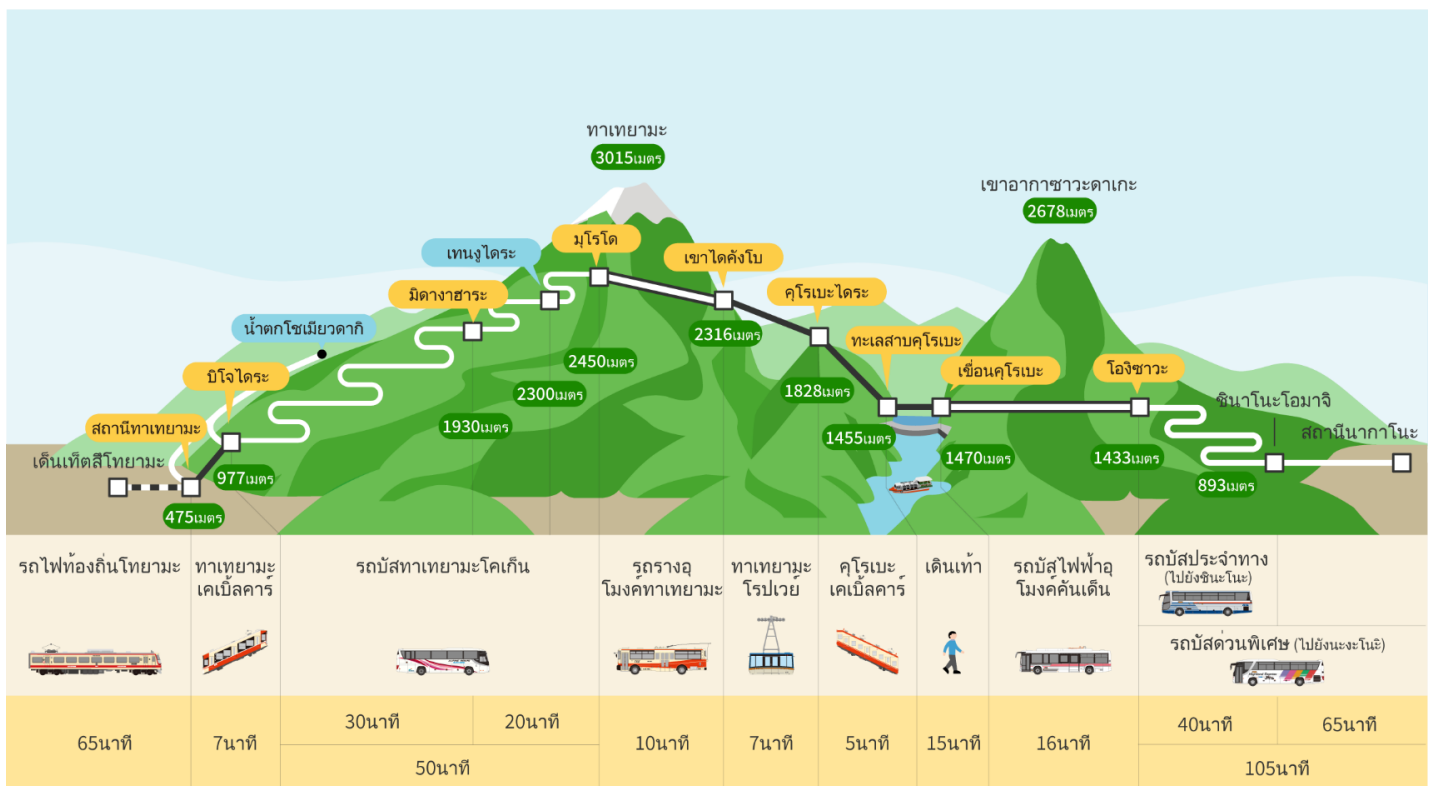 ทาเทยามะ
3015เมตร
เขาอากาซาวะดาเกะ
2678เมตร
มุโรโด
เทนงูไดระ
เขาไดคังโบ
มิดางาฮาระ
คุโรเบะไดระ
น้ำตกโชเมียวดากิ
2316เมตร
ทะเลสาบคุโรเบะ
2450เมตร
บิโจไดระ
เขื่อนคุโรเบะ
โองิซาวะ
2300เมตร
1828เมตร
ชินาโนะโอมาจิ
สถานีทาเทยามะ
1930เมตร
1455เมตร
สถานีนากาโนะ
เด็นเท็ตสึโทยามะ
977เมตร
1470เมตร
1433เมตร
893เมตร
475เมตร
รถไฟท้องถิ่นโทยามะ
ทาเทยามะ
เคเบิ้ลคาร์
รถบัสทาเทยามะโคเก็น
รถรางอุ
โมงค์ทาเทยามะ
ทาเทยามะ
โรปเวย์
คุโรเบะ
เคเบิ้ลคาร์
เดินเท้า
รถบัสไฟฟ้าอุ
โมงค์คันเด็น
รถบัสประจำทาง
(ไปยังชินะโนะ)
รถบัสด่วนพิเศษ (ไปยังนะงะโนะ)
65นาที
7นาที
30นาที
20นาที
50นาที
10นาที
7นาที
5นาที
15นาที
16นาที
40นาที
65นาที
105นาที